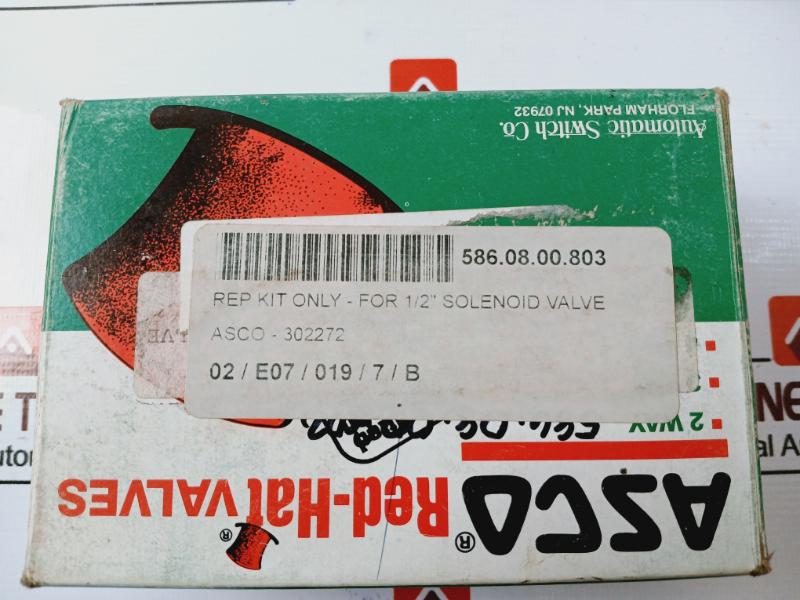 Automatic Switch Co.
FLORHAM PARK, NJ 07932
586.08.00.803
REP KIT ONLY - FOR 1/2" SOLENOID VALVE
ASCO - 302272
02 / E07 / 019 / 7 / B
2 WAY
ASCO®
Red-Hat VALVES
®